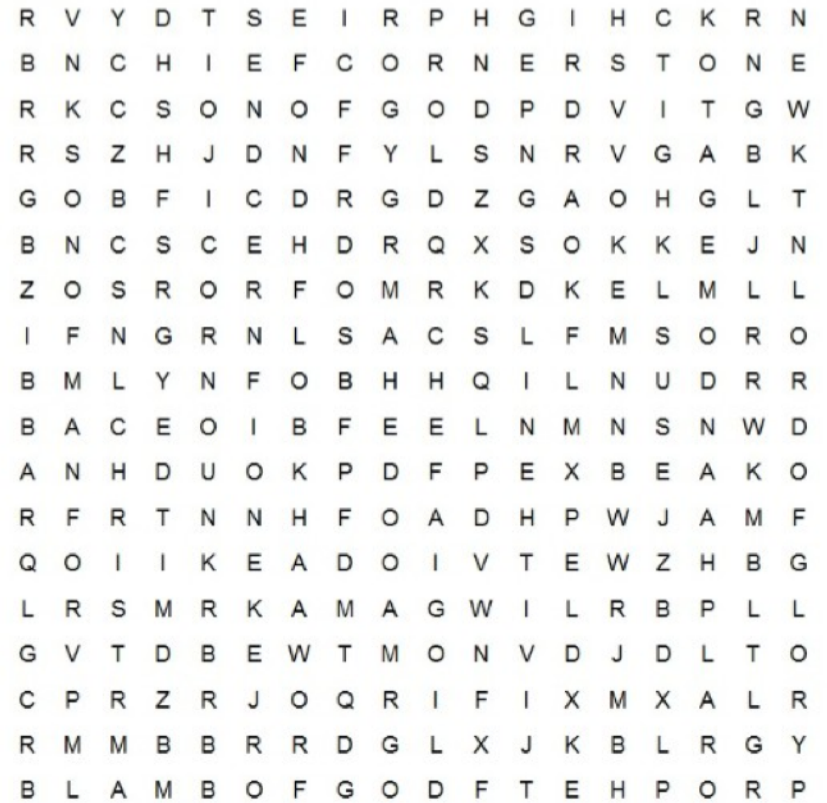 R V Y D T S E I R P H G I H C K R N
B N C H I E F C O R N E R S T O N E
R K C S O N O F G O D P D V I T G W
R S Z H J D N F Y L S N R V G A B K
G O B F I C D R G D Z G A O H G L T
B N C S C E H D R Q X S O K K E J N
Z O S R O R F O M R K D K E L M L L
I F N G R N L S A C S L F M S O R O
B M L Y N F O B H H Q I L N U D R R
B A C E O I B F E E L N M N S N W D
A N H D U O K P D F P E X B E A K O
R F R T N N H F O A D H P W J A M F
Q O I I K E A D O I V T E W Z H B G
L R S M R K A M A G W I L R B P L L
G V T D B E W T M O N V D J D L T O
C P R Z R J O Q R I F I X M X A L R
R M M B B R R D G L X J K B L R G Y
B L A M B O F G O D F T E H P O R P